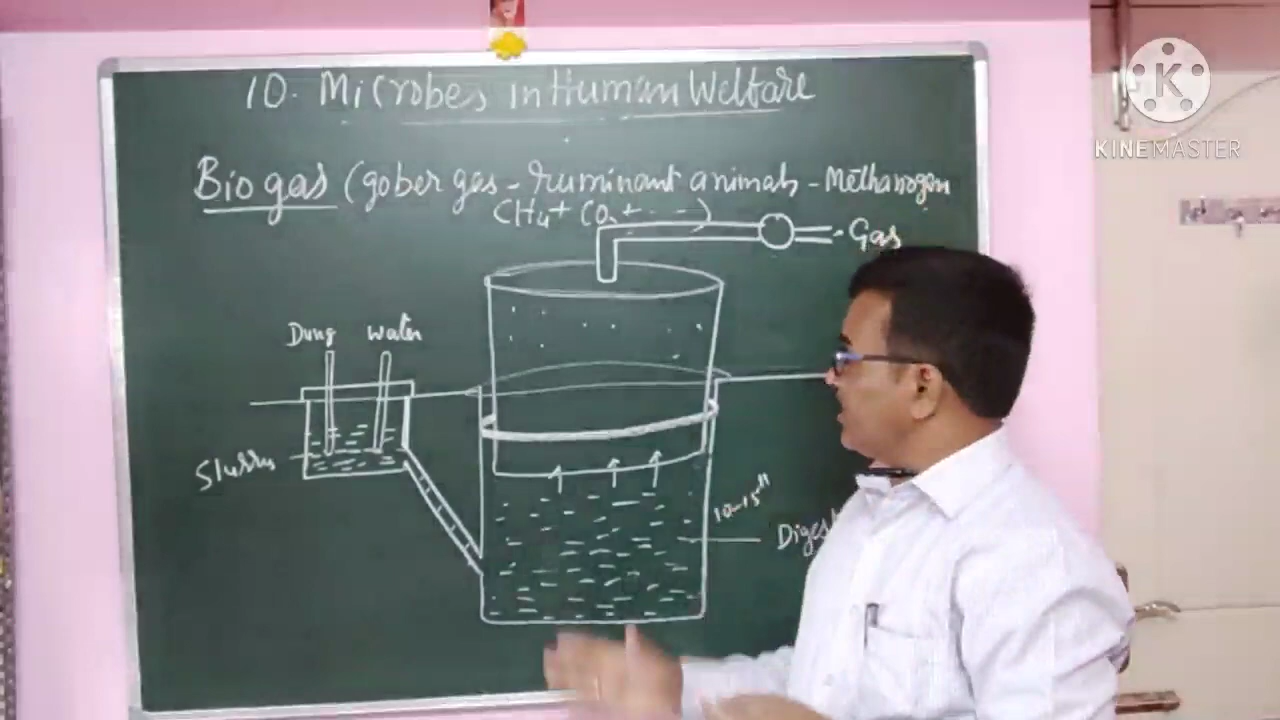 10. Microbes in Human Welfare
Bio gas (gober gas - ruminant animals - Methanogen
CH4 + CO2 + - - -)
Gas
Dung water
Slurry
10-15
Diges
K
KINEMASTER